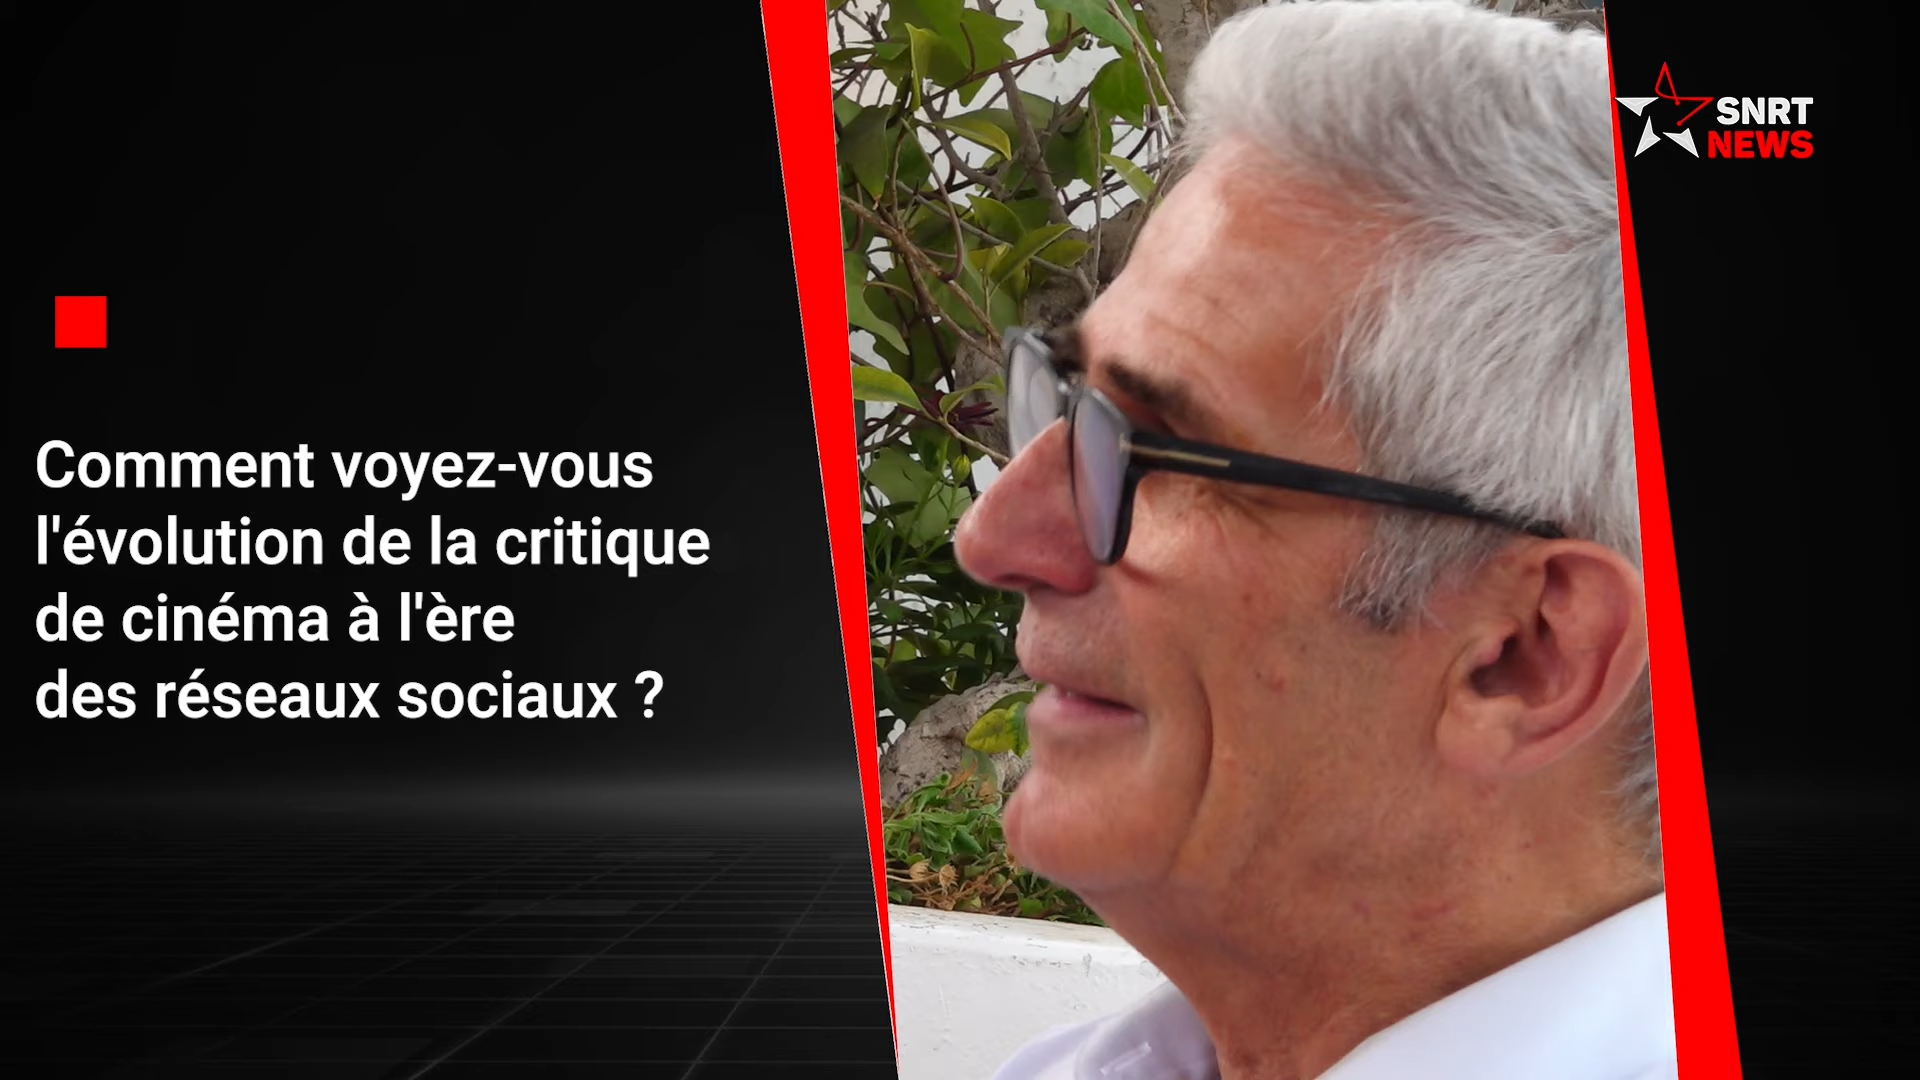 SNRT
NEWS
Comment voyez-vous
l'évolution de la critique
de cinéma à l'ère
des réseaux sociaux ?